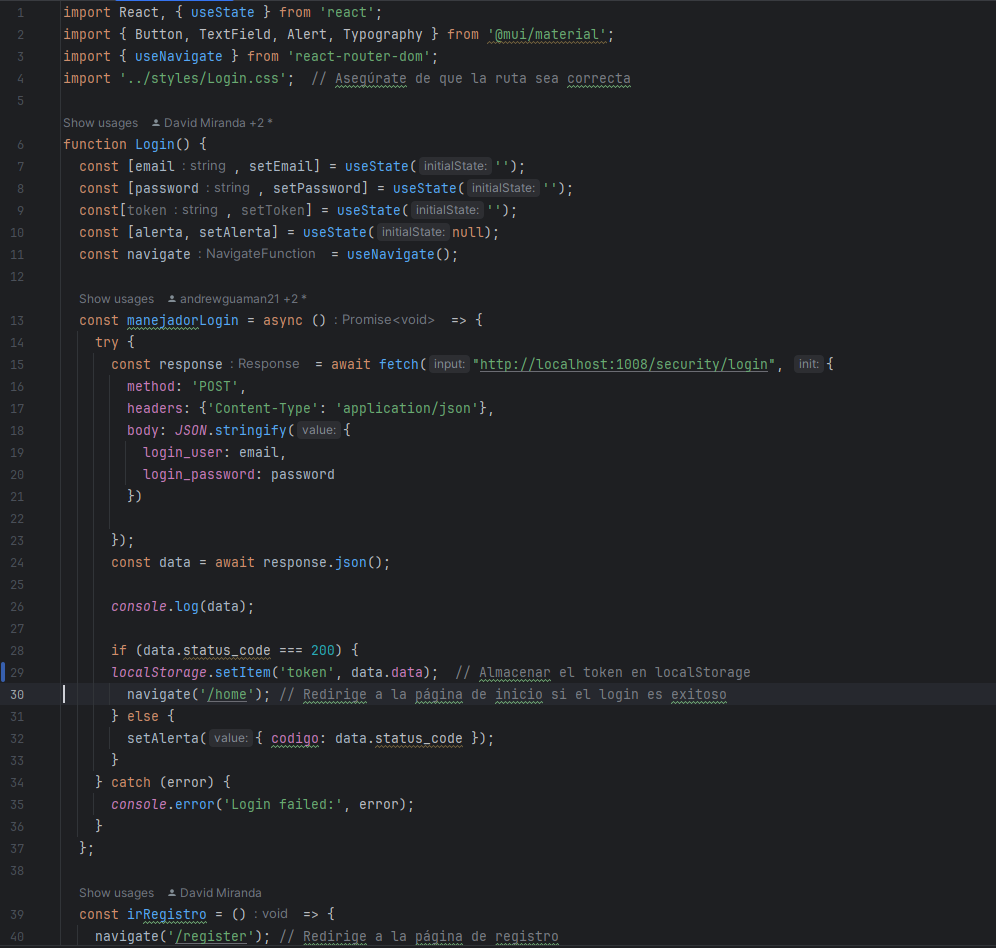 1 import React, { useState } from 'react';
2 import { Button, TextField, Alert, Typography } from '@mui/material';
3 import { useNavigate } from 'react-router-dom';
4 import '../styles/Login.css';  // Asegúrate de que la ruta sea correcta
5
Show usages  David Miranda +2 *
6 function Login() {
7   const [email : string , setEmail] = useState( initialState: '');
8   const [password : string , setPassword] = useState( initialState: '');
9   const[token : string , setToken] = useState( initialState: '');
10   const [alerta, setAlerta] = useState( initialState: null);
11   const navigate : NavigateFunction = useNavigate();
12
Show usages  andrewguaman21 +2 *
13   const manejadorLogin = async () : Promise<void> => {
14     try {
15       const response : Response = await fetch( input: "http://localhost:1008/security/login", init: {
16         method: 'POST',
17         headers: {'Content-Type': 'application/json'},
18         body: JSON.stringify( value: {
19           login_user: email,
20           login_password: password
21         })
22
23       });
24       const data = await response.json();
25
26       console.log(data);
27
28       if (data.status_code === 200) {
29       localStorage.setItem('token', data.data);  // Almacenar el token en localStorage
30         navigate('/home'); // Redirige a la página de inicio si el login es exitoso
31       } else {
32         setAlerta( value: { codigo: data.status_code });
33       }
34     } catch (error) {
35       console.error('Login failed:', error);
36     }
37   };
38
Show usages  David Miranda
39   const irRegistro = () : void => {
40     navigate('/register'); // Redirige a la página de registro